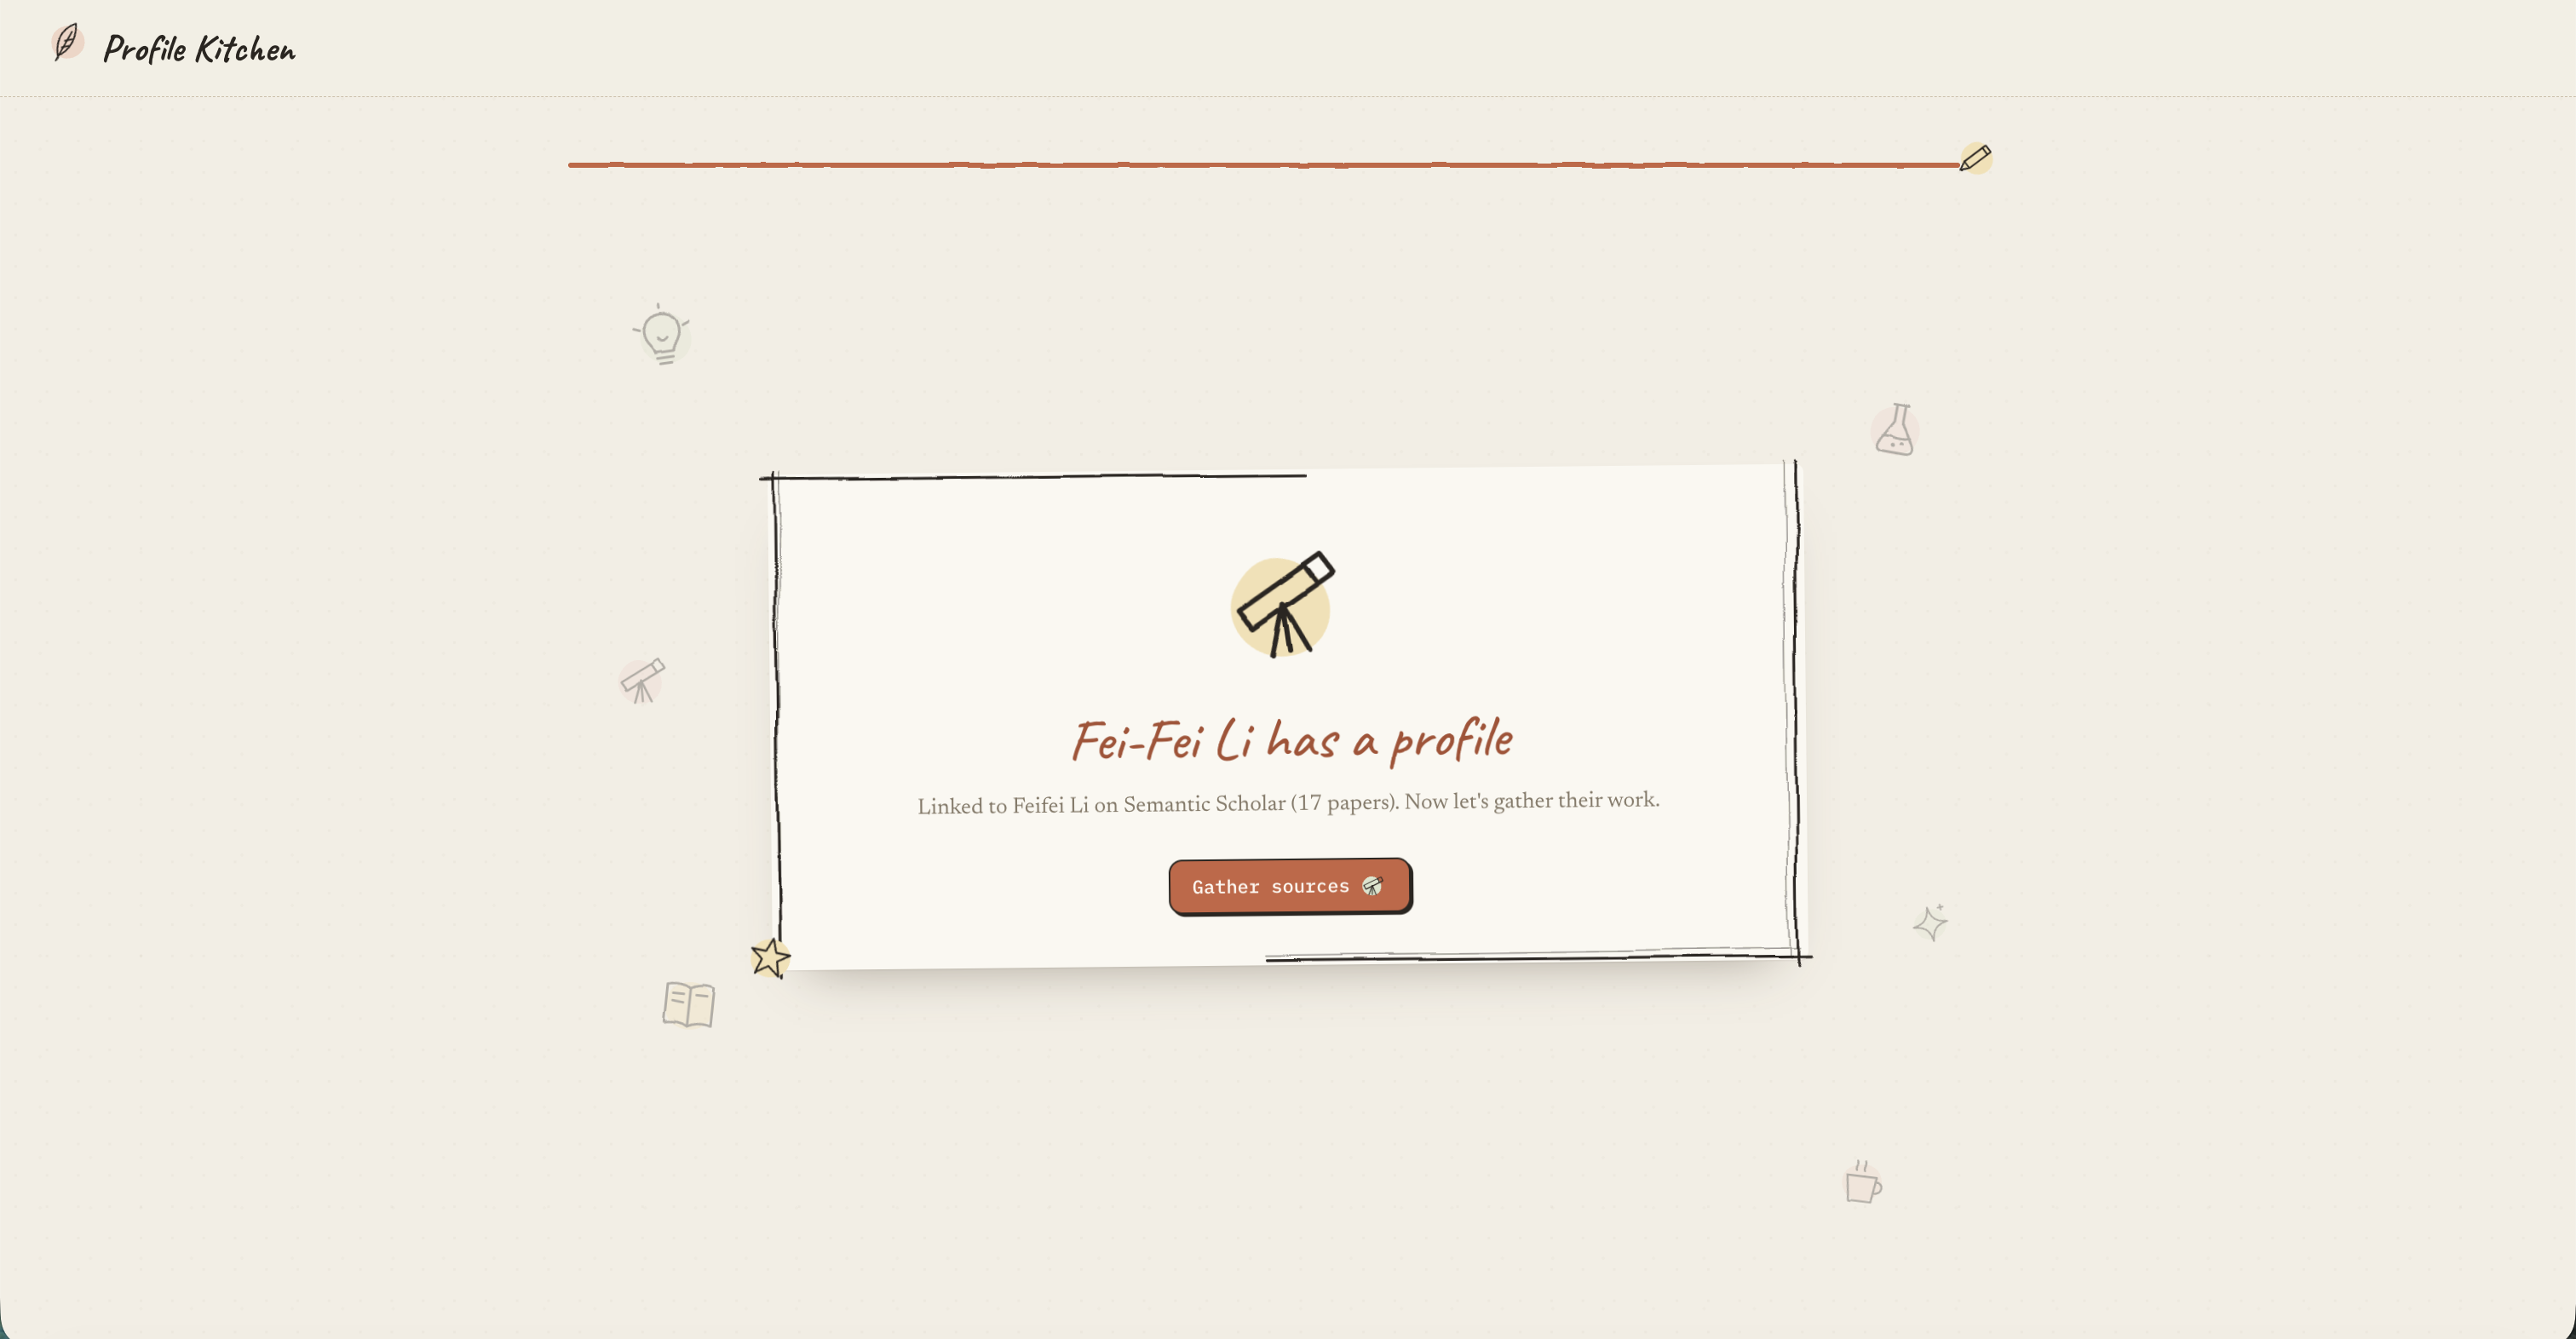 Profile Kitchen
Fei-Fei Li has a profile
Linked to Feifei Li on Semantic Scholar (17 papers). Now let's gather their work.
Gather sources